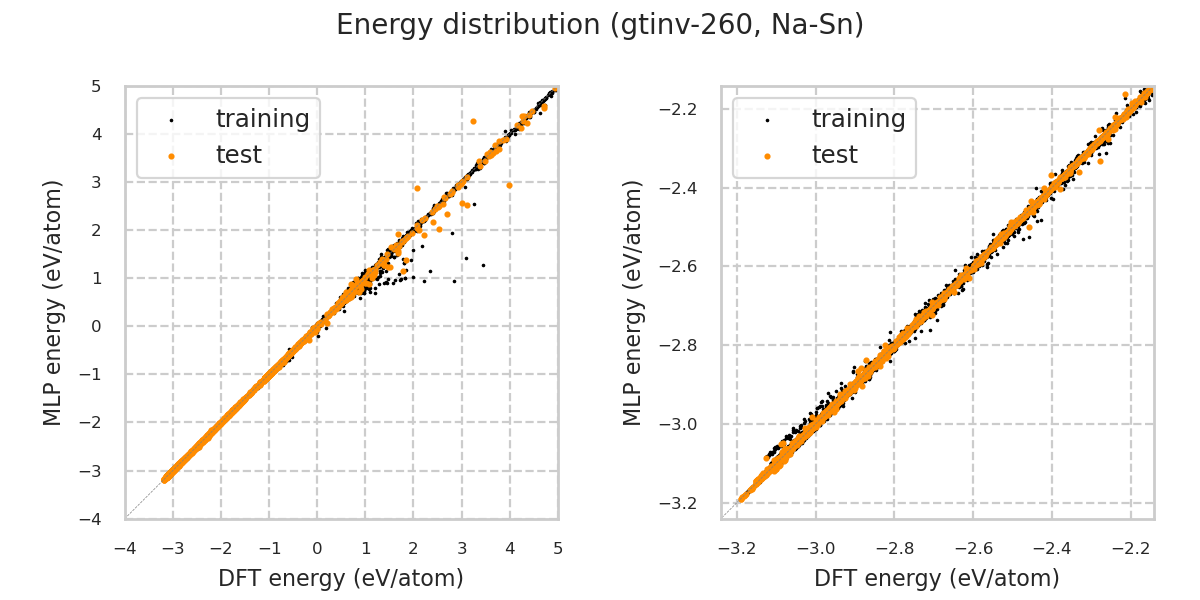 Energy distribution (gtinv-260, Na-Sn)
training
test
5
4
3
2
1
0
−1
−2
−3
−4
−4 −3 −2 −1 0 1 2 3 4 5
MLP energy (eV/atom)
DFT energy (eV/atom)
training
test
−2.2
−2.4
−2.6
−2.8
−3.0
−3.2
−3.2 −3.0 −2.8 −2.6 −2.4 −2.2
MLP energy (eV/atom)
DFT energy (eV/atom)